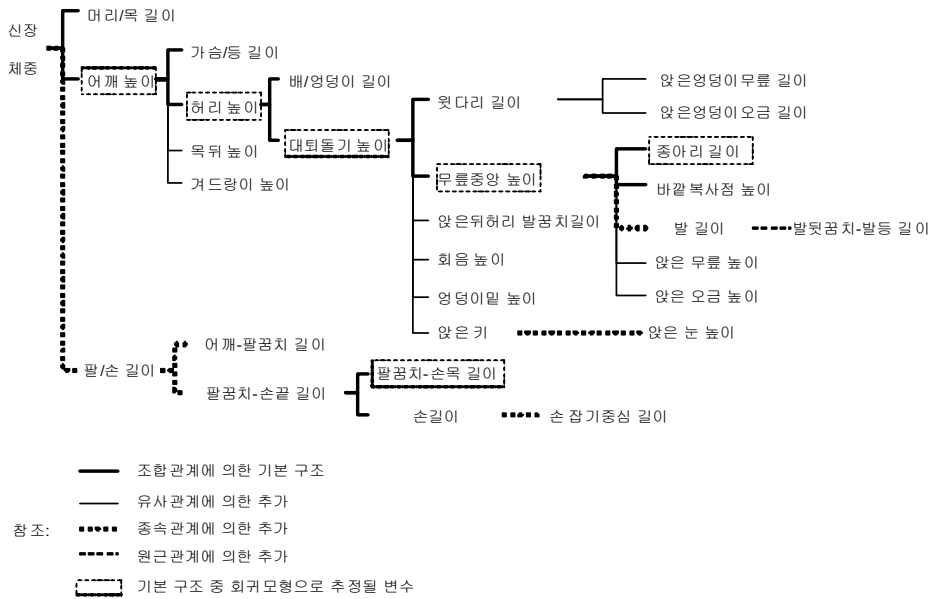 신장
체중
머리/목 길이
어깨 높이
가슴/등 길이
허리 높이
목뒤 높이
겨드랑이 높이
배/엉덩이 길이
대퇴돌기 높이
윗다리 길이
앉은엉덩이무릎 길이
앉은엉덩이오금 길이
무릎중앙 높이
종아리 길이
바깥복사점 높이
발 길이
발뒷꿈치-발등 길이
앉은 무릎 높이
앉은 오금 높이
앉은뒤허리 발꿈치길이
회음 높이
엉덩이밑 높이
앉은 키
앉은 눈 높이
팔/손 길이
어깨-팔꿈치 길이
팔꿈치-손끝 길이
팔꿈치-손목 길이
손길이
손 잡기중심 길이
참조:
조합관계에 의한 기본 구조
유사관계에 의한 추가
종속관계에 의한 추가
원근관계에 의한 추가
기본 구조 중 회귀모형으로 추정될 변수